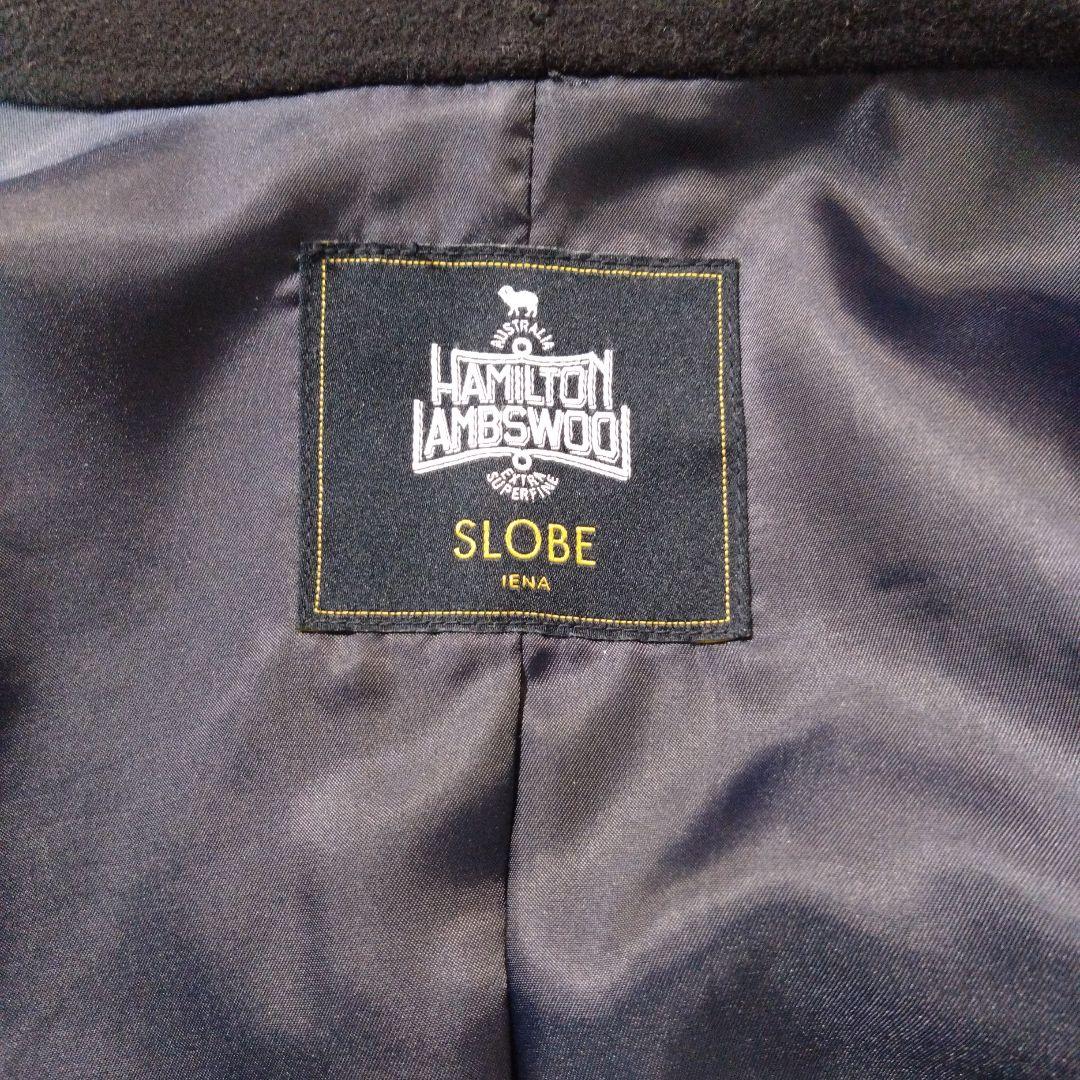 AUSTRALIA
HAMILTON
LAMBSWOOL
EXTRA
SUPERFINE
SLOBE
IENA